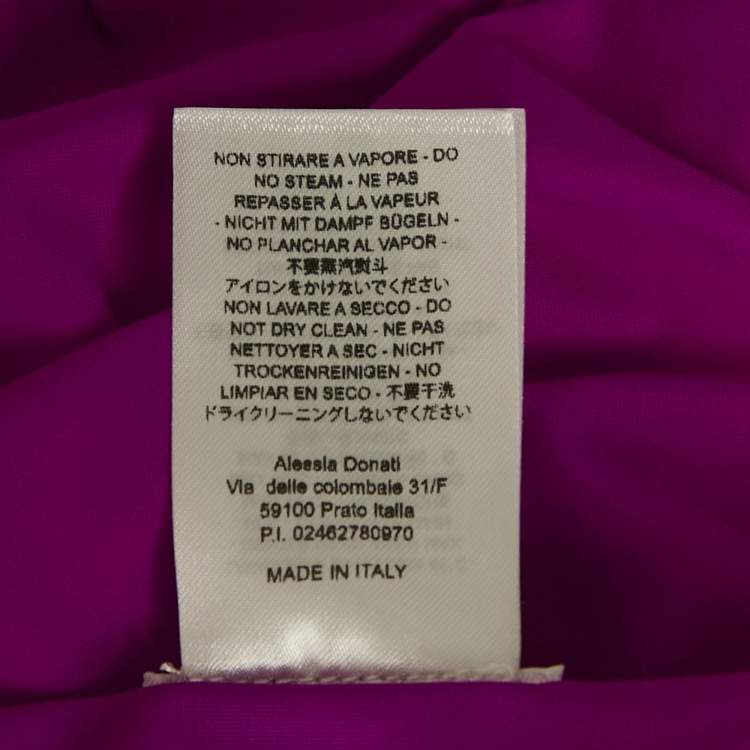 NON STIRARE A VAPORE - DO
NO STEAM - NE PAS
REPASSER À LA VAPEUR
- NICHT MIT DAMPF BÜGELN -
NO PLANCHAR AL VAPOR -
不要蒸汽熨斗
アイロンをかけないでください
NON LAVARE A SECCO - DO
NOT DRY CLEAN - NE PAS
NETTOYER A SEC - NICHT
TROCKENREINIGEN - NO
LIMPIAR EN SECO - 不要干洗
ドライクリーニングしないでください
Alessia Donati
Via delle colombaie 31/F
59100 Prato Italia
P.I. 02462780970
MADE IN ITALY